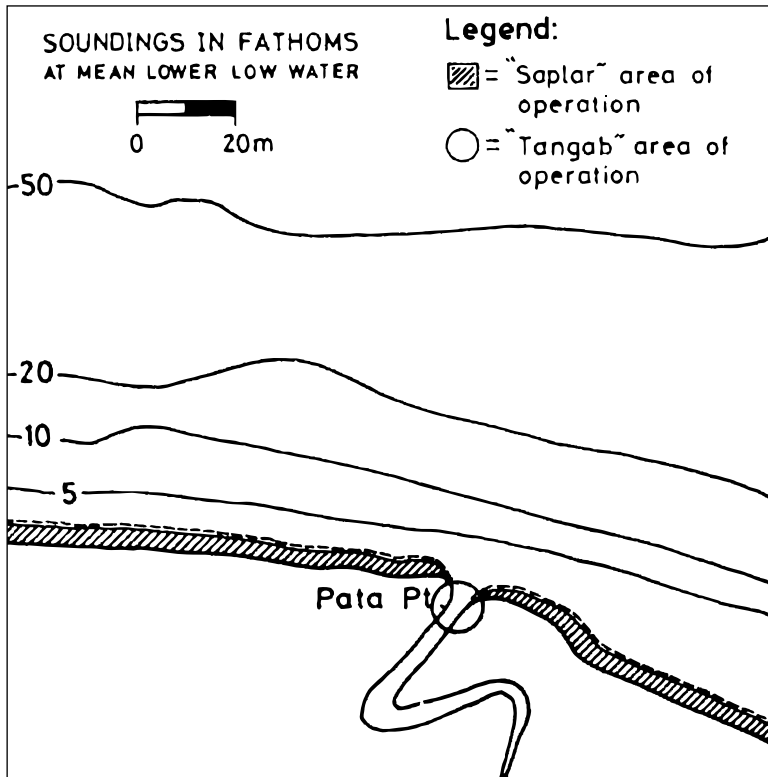 SOUNDINGS IN FATHOMS
AT MEAN LOWER LOW WATER
0 20m
Legend:
= "Saplar" area of
operation
= "Tangab" area of
operation
50
20
10
5
Pata Pt.